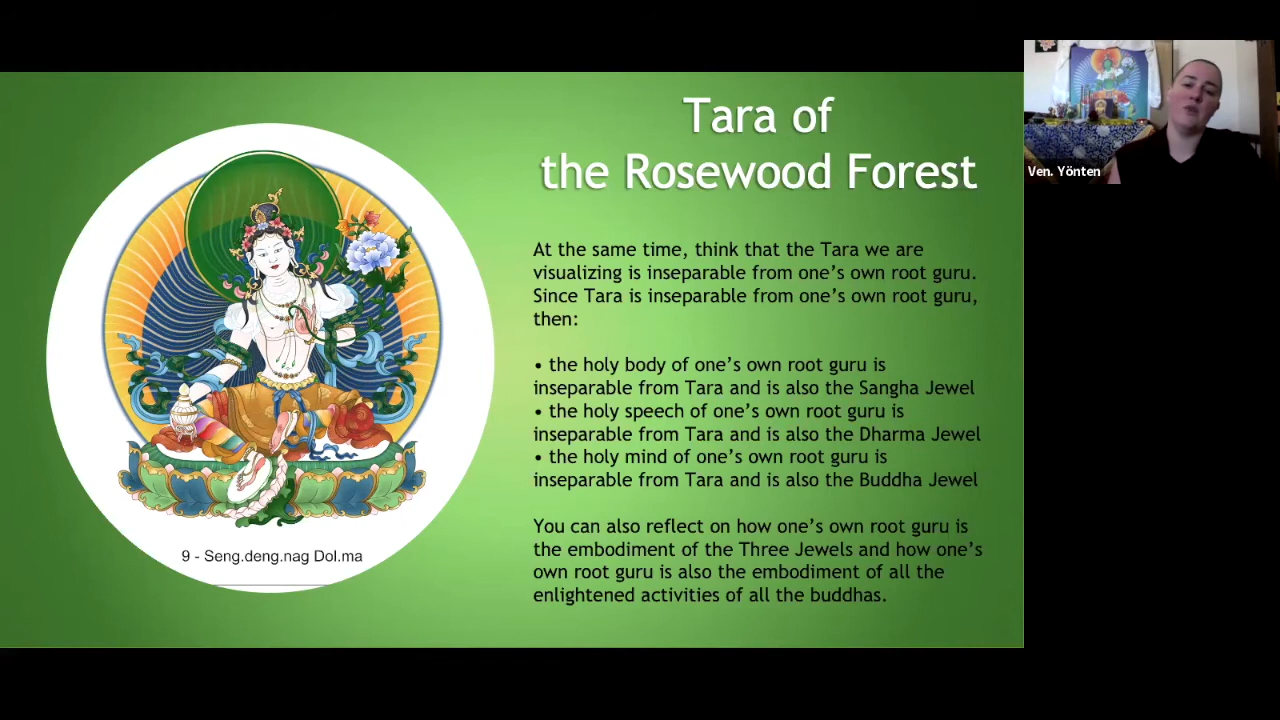 Tara of
the Rosewood Forest
At the same time, think that the Tara we are
visualizing is inseparable from one's own root guru.
Since Tara is inseparable from one's own root guru,
then:
• the holy body of one's own root guru is
inseparable from Tara and is also the Sangha Jewel
• the holy speech of one's own root guru is
inseparable from Tara and is also the Dharma Jewel
• the holy mind of one's own root guru is
inseparable from Tara and is also the Buddha Jewel
You can also reflect on how one's own root guru is
the embodiment of the Three Jewels and how one's
own root guru is also the embodiment of all the
enlightened activities of all the buddhas.
9 - Seng.deng.nag Dol.ma
Ven. Yönten